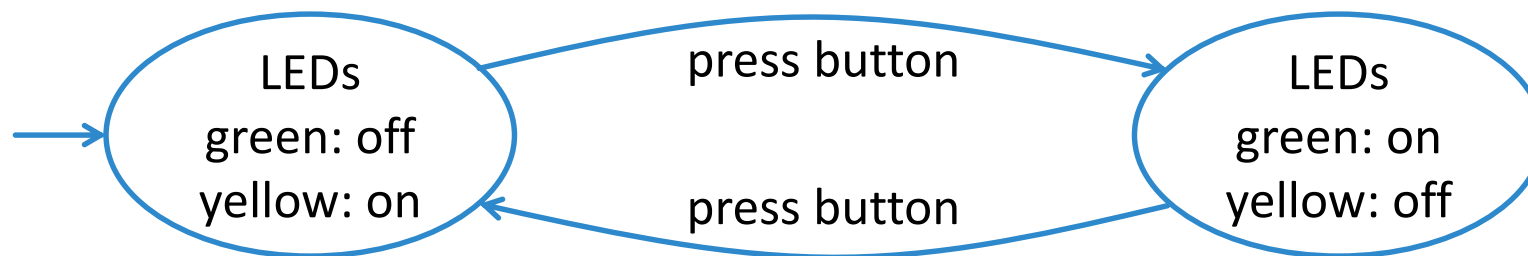 LEDs
green: off
yellow: on
press button
press button
LEDs
green: on
yellow: off